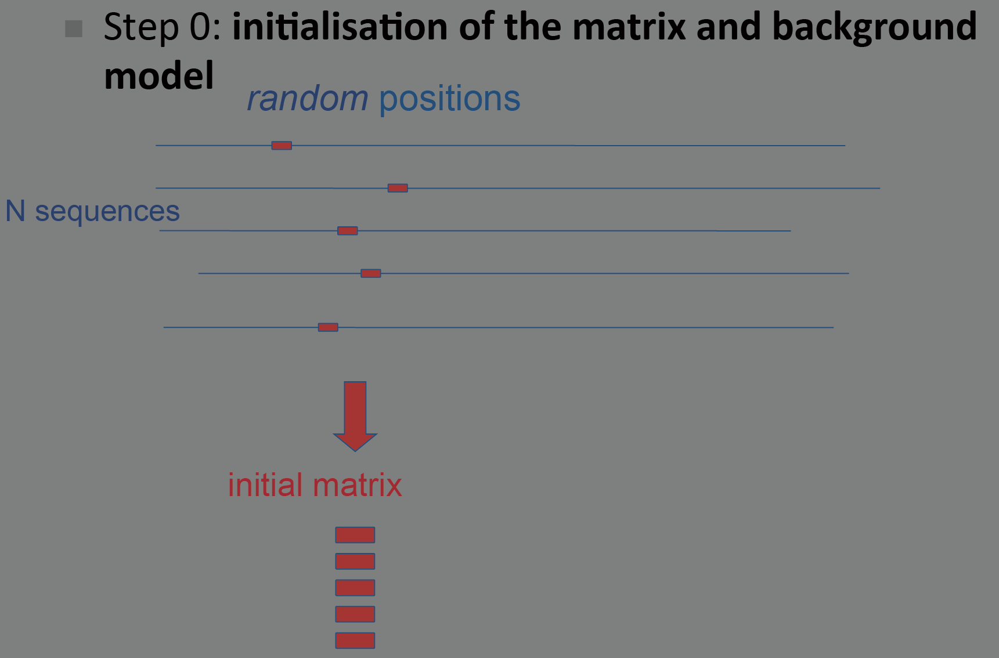 Step 0: initialisation of the matrix and background
model
random positions
N sequences
initial matrix